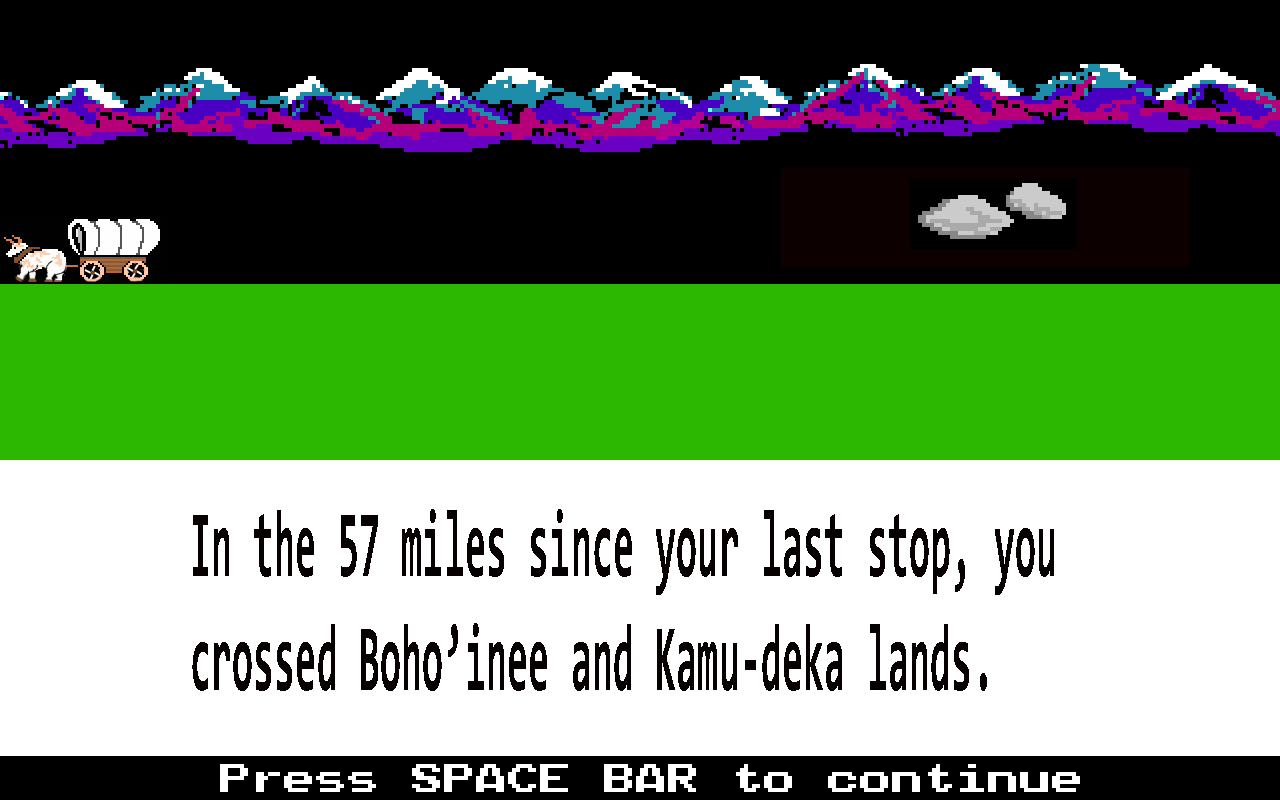 In the 57 miles since your last stop, you
crossed Boho’inee and Kamu-deka lands.
Press SPACE BAR to continue